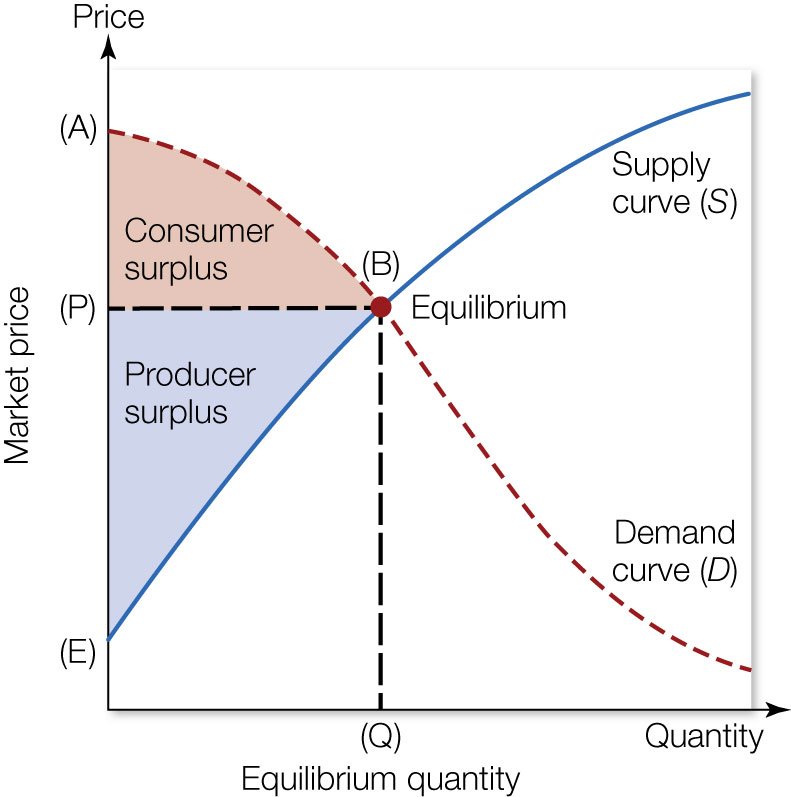 Price
(A)
Supply
curve (S)
Consumer
surplus
(B)
(P)
Equilibrium
Market price
Producer
surplus
Demand
curve (D)
(E)
(Q)
Quantity
Equilibrium quantity